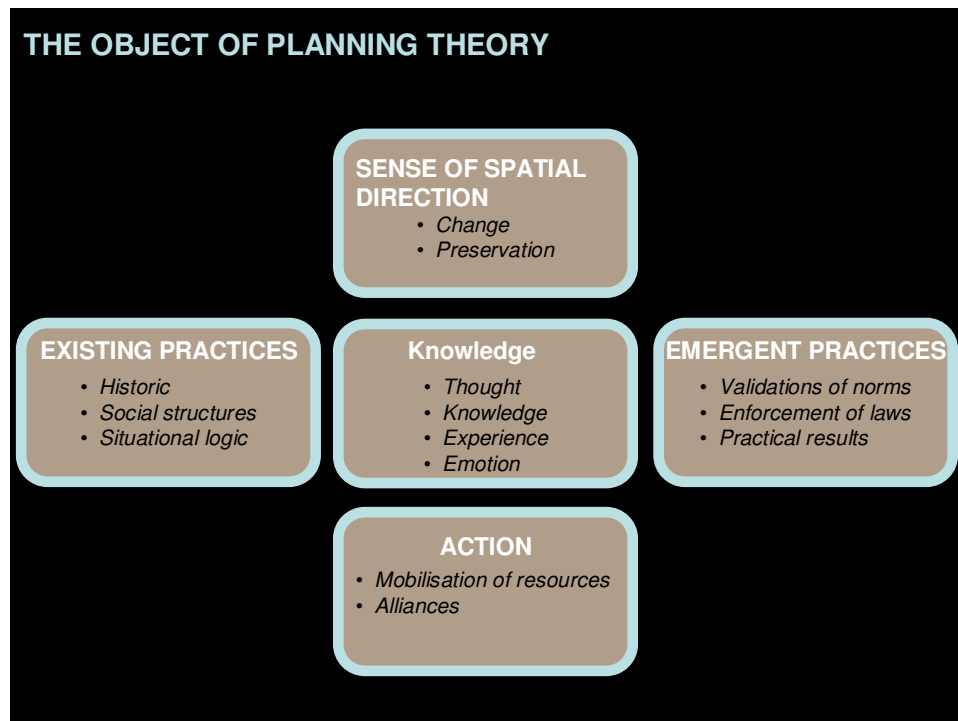 THE OBJECT OF PLANNING THEORY
SENSE OF SPATIAL
DIRECTION
• Change
• Preservation
EXISTING PRACTICES
• Historic
• Social structures
• Situational logic
Knowledge
• Thought
• Knowledge
• Experience
• Emotion
EMERGENT PRACTICES
• Validations of norms
• Enforcement of laws
• Practical results
ACTION
• Mobilisation of resources
• Alliances